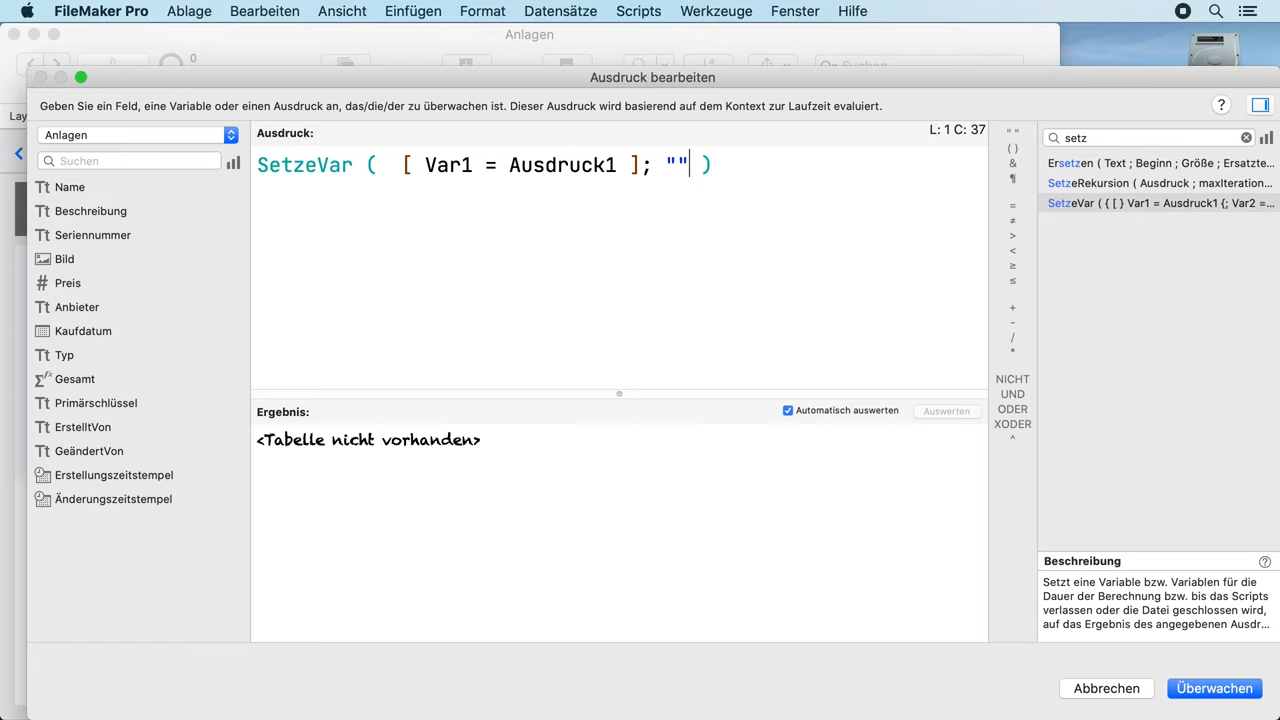 FileMaker Pro Ablage Bearbeiten Ansicht Einfügen Format Datensätze Scripts Werkzeuge Fenster Hilfe
Anlagen
0
Suchen
Ausdruck bearbeiten
Geben Sie ein Feld, eine Variable oder einen Ausdruck an, das/die/der zu überwachen ist. Dieser Ausdruck wird basierend auf dem Kontext zur Laufzeit evaluiert.
?
Lay
Anlagen
Suchen
Name
Beschreibung
Seriennummer
Bild
Preis
Anbieter
Kaufdatum
Typ
Gesamt
Primärschlüssel
ErstelltVon
GeändertVon
Erstellungszeitstempel
Änderungszeitstempel
Ausdruck:
L: 1 C: 37
SetzeVar ( [ Var1 = Ausdruck1 ]; "" )
Ergebnis:
Automatisch auswerten
Auswerten
<Tabelle nicht vorhanden>
" "
( )
&
¶
=
≠
>
<
≥
≤
+
-
/
*
NICHT
UND
ODER
XODER
^
setz
Ersetzen ( Text ; Beginn ; Größe ; Ersatzte...
SetzeRekursion ( Ausdruck ; maxIteration...
SetzeVar ( { [ } Var1 = Ausdruck1 {; Var2 =...
Beschreibung
?
Setzt eine Variable bzw. Variablen für die
Dauer der Berechnung bzw. bis das Scripts
verlassen oder die Datei geschlossen wird,
auf das Ergebnis des angegebenen Ausdr...
Abbrechen
Überwachen